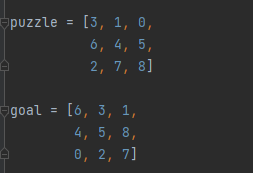 puzzle = [3, 1, 0,
6, 4, 5,
2, 7, 8]
goal = [6, 3, 1,
4, 5, 8,
0, 2, 7]